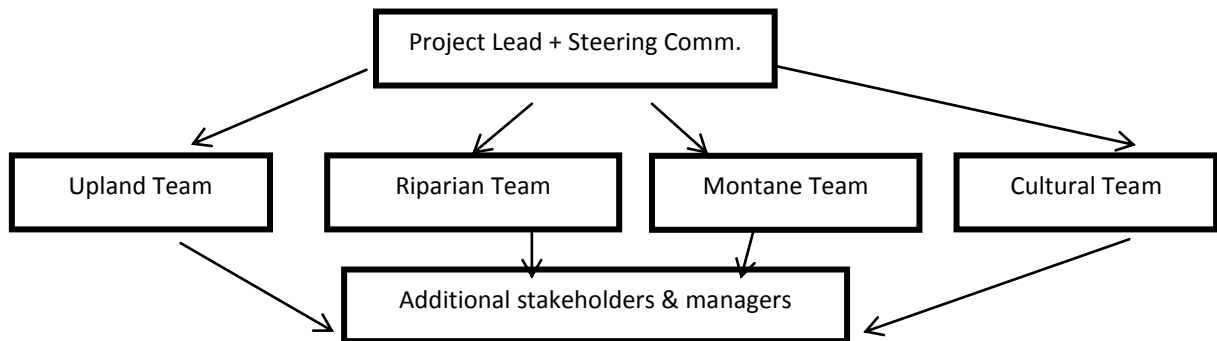 Project Lead + Steering Comm.
Upland Team
Riparian Team
Montane Team
Cultural Team
Additional stakeholders & managers